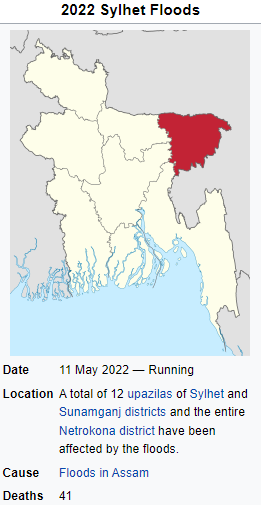 2022 Sylhet Floods
Date 11 May 2022 — Running
Location A total of 12 upazilas of Sylhet and
Sunamganj districts and the entire
Netrokona district have been
affected by the floods.
Cause Floods in Assam
Deaths 41